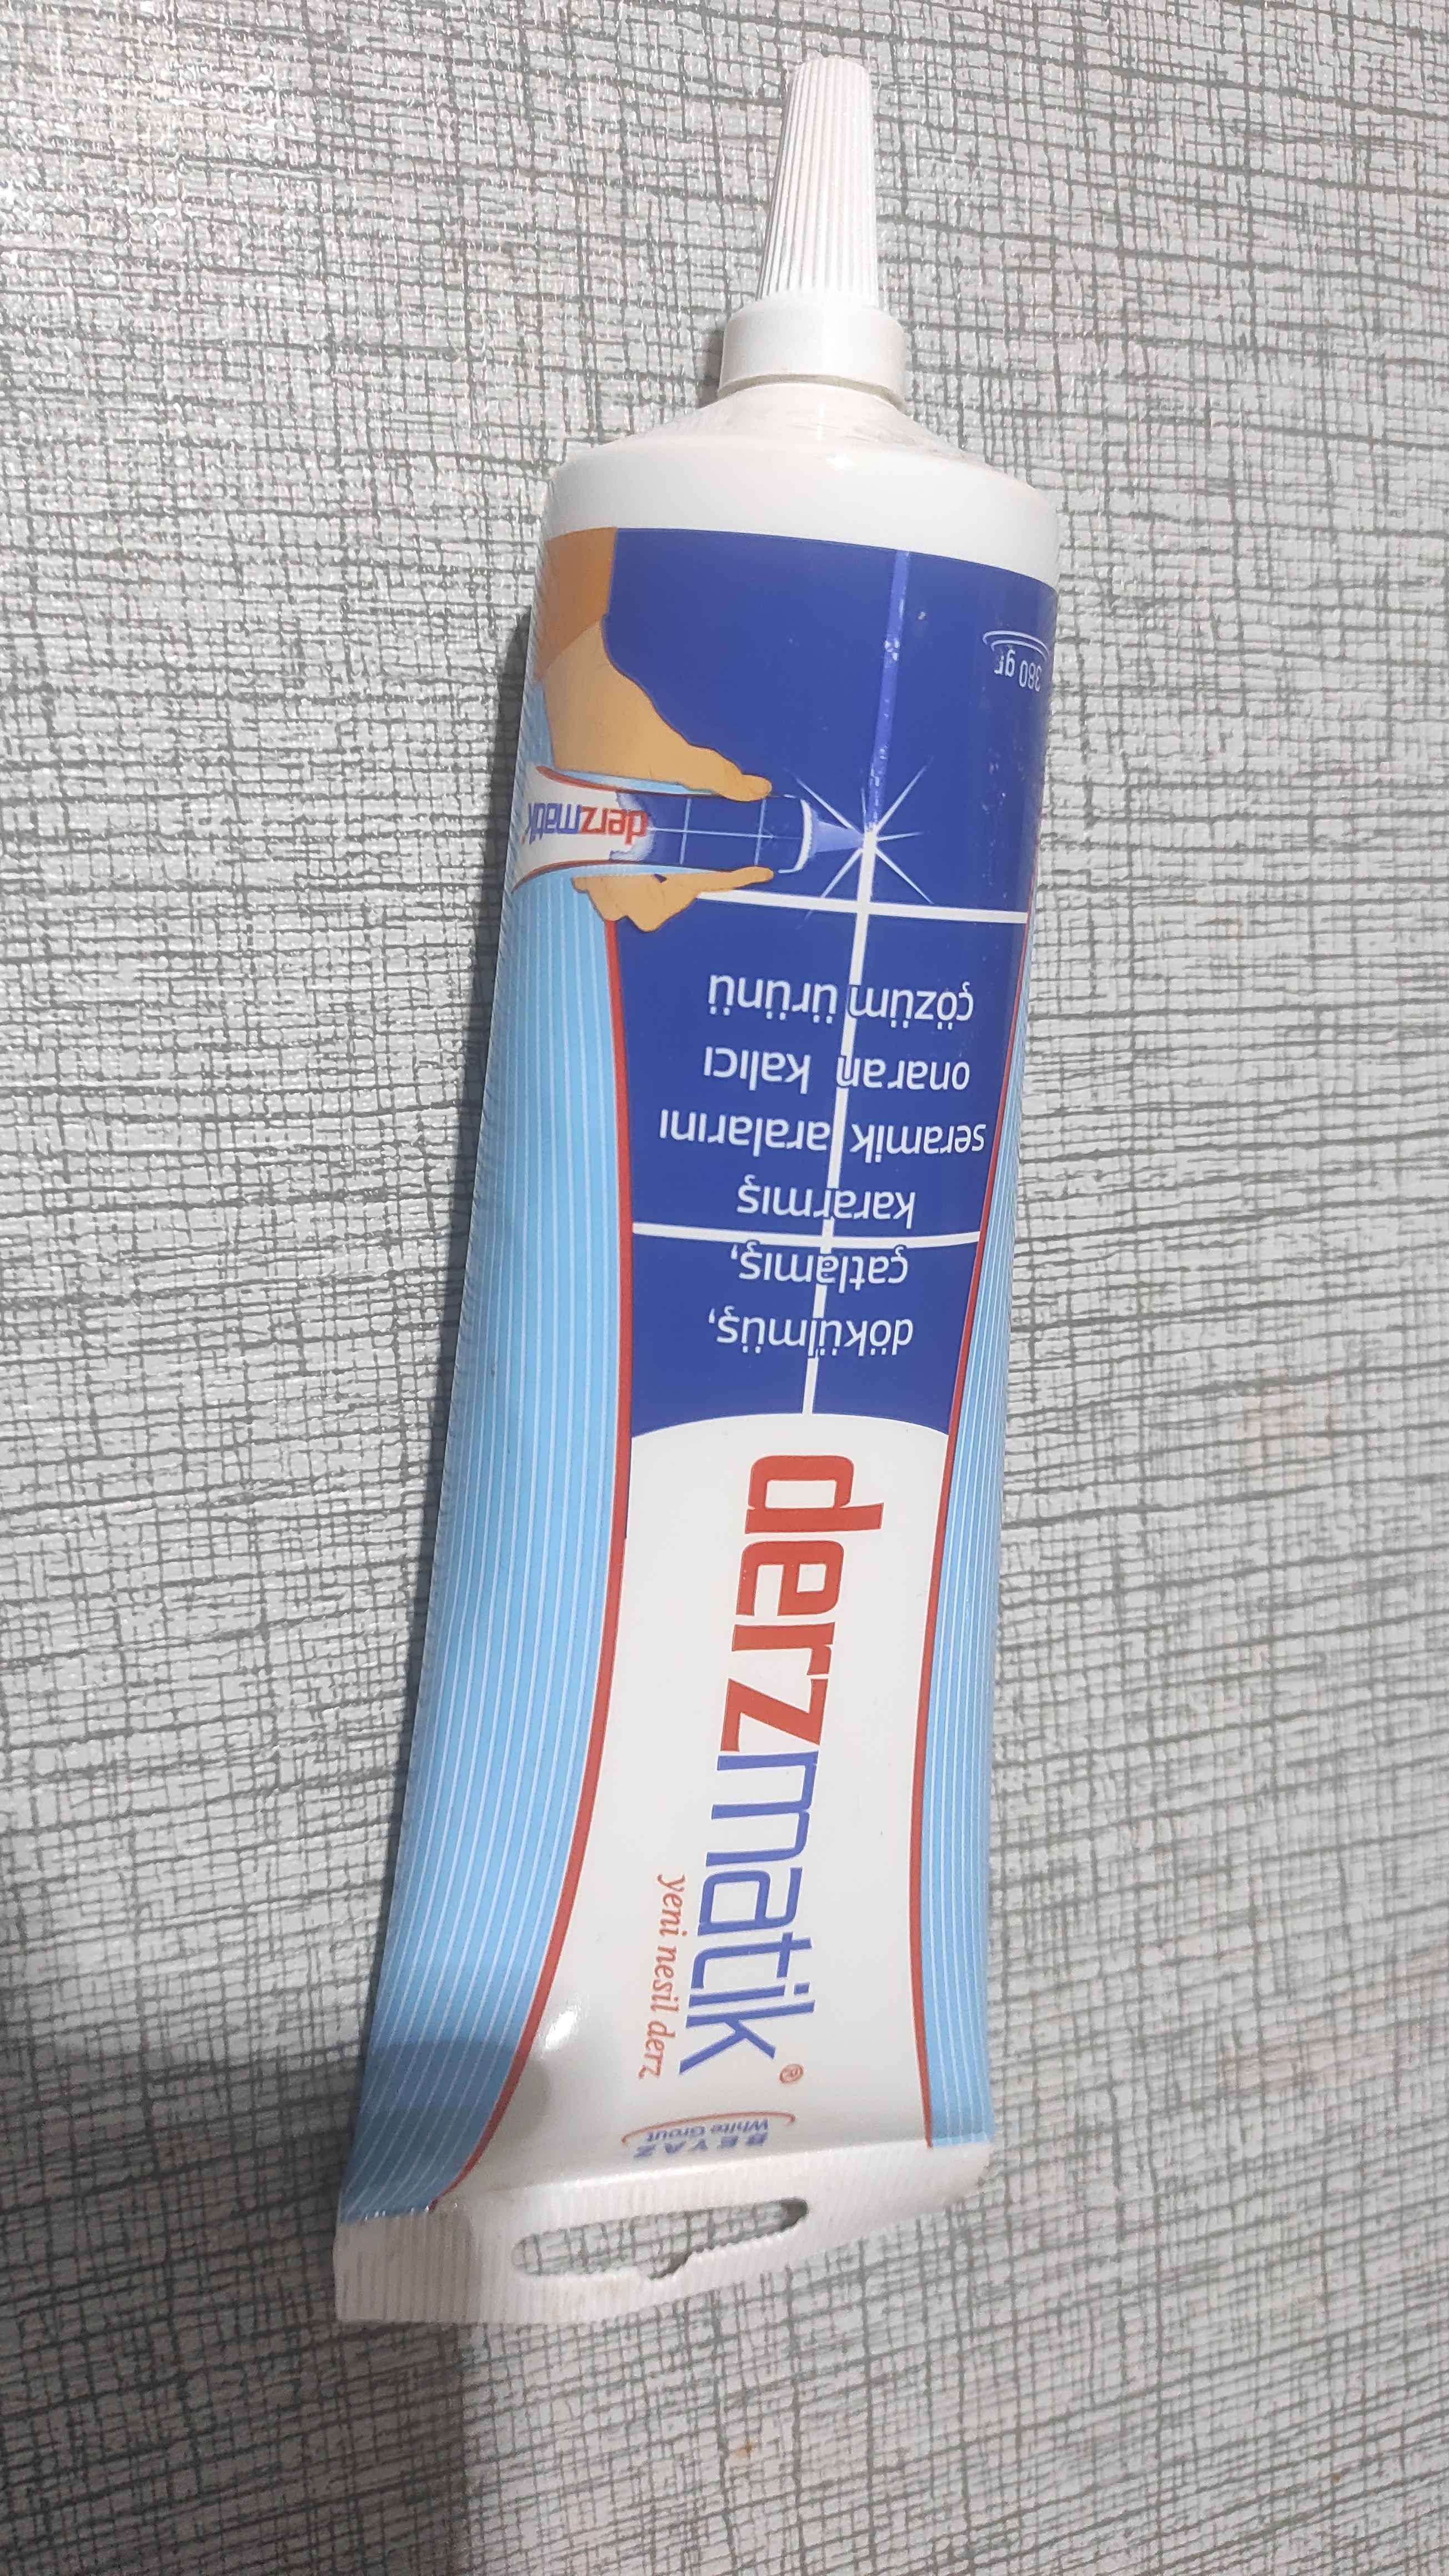 BEYAZ
White Grout
derzmatik®
yeni nesil derz
dökülmüş,
çatlamış,
kararmış
seramik aralarını
onaran kalıcı
çözüm ürünü
derzmatik
380 gr